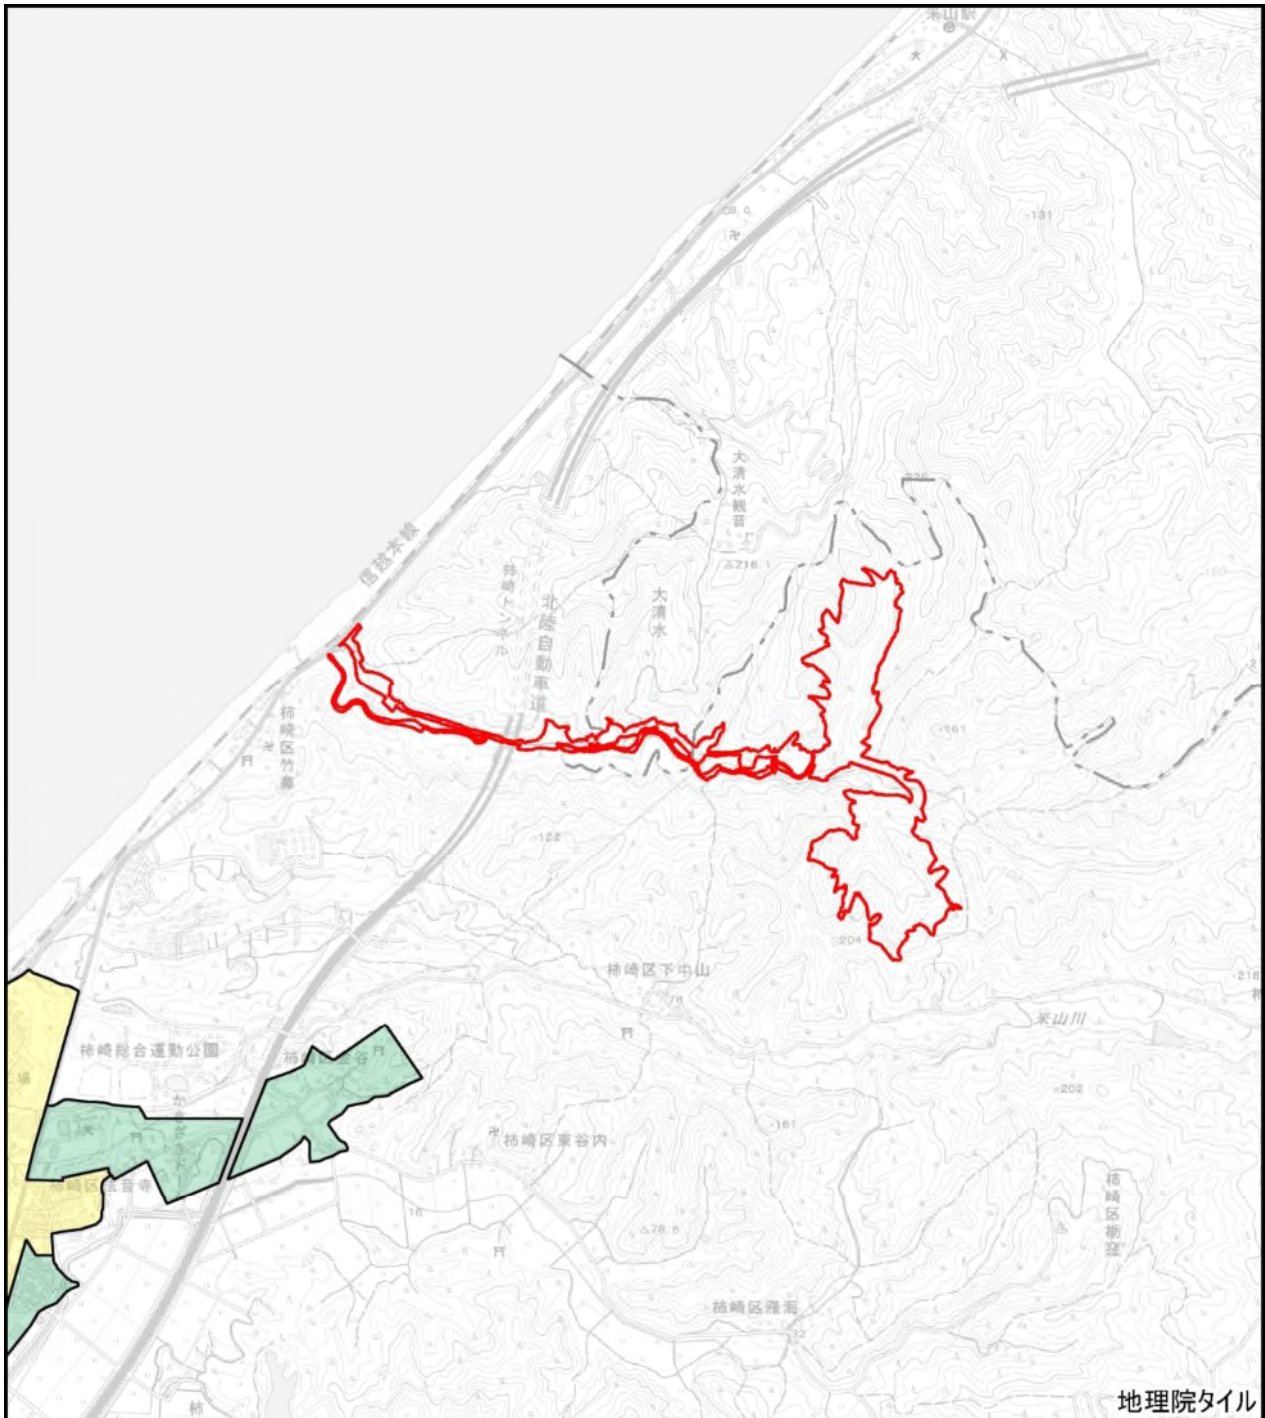 米山駅
131
大清水観音
216.1
信越本線
柿崎トンネル
北陸自動車道
大清水
柿崎区竹鼻
161
122
204
柿崎区下中山
76
米山川
柿崎総合運動公園
202
161
柿崎区東谷内
16
78.6
柿崎区栃窪
柿崎区雁海
32
柿
地理院タイル